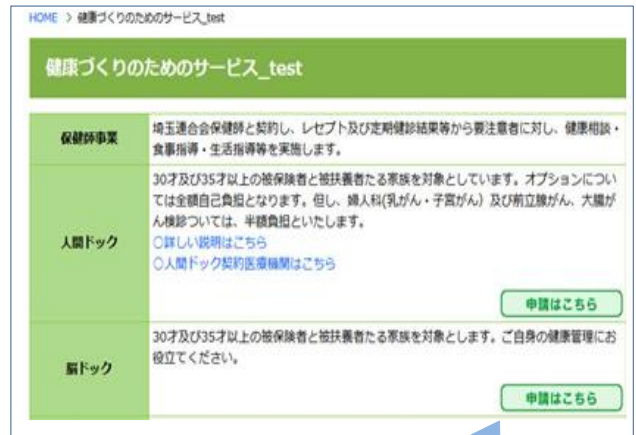 HOME > 健康づくりのためのサービス_test
健康づくりのためのサービス_test
保健師事業
埼玉連合会保健師と契約し、レセプト及び定期健診結果等から要注意者に対し、健康相談・
食事指導・生活指導等を実施します。
人間ドック
30才及び35才以上の被保険者と被扶養者たる家族を対象としています。オプションについ
ては全額自己負担となります。但し、婦人科(乳がん・子宮がん）及び前立腺がん、大腸が
ん検診ついては、半額負担といたします。
○詳しい説明はこちら
○人間ドック契約医療機関はこちら
申請はこちら
脳ドック
30才及び35才以上の被保険者と被扶養者たる家族を対象とします。ご自身の健康管理にお
役立てください。
申請はこちら